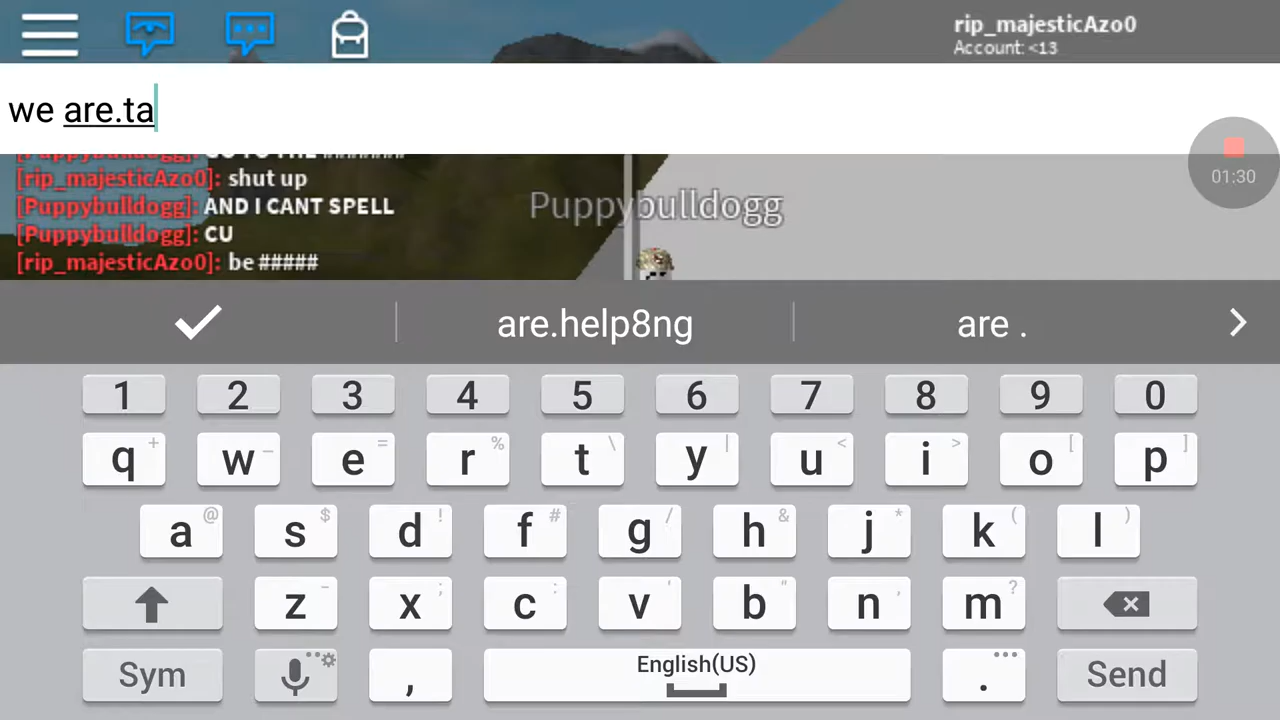 rip_majesticAzo0
Account: <13
we are.ta
01:30
[rip_majesticAzo0]: shut up
[Puppybulldogg]: AND I CANT SPELL
[Puppybulldogg]: CU
[rip_majesticAzo0]: be #####
Puppybulldogg
are.help8ng
are .
1 2 3 4 5 6 7 8 9 0
q + w - e = r % t \ y | u < i > o [ p ]
a @ s $ d ! f # g / h & j * k ( l )
z - x ; c : v ' b " n , m ?
Sym , English(US) . Send